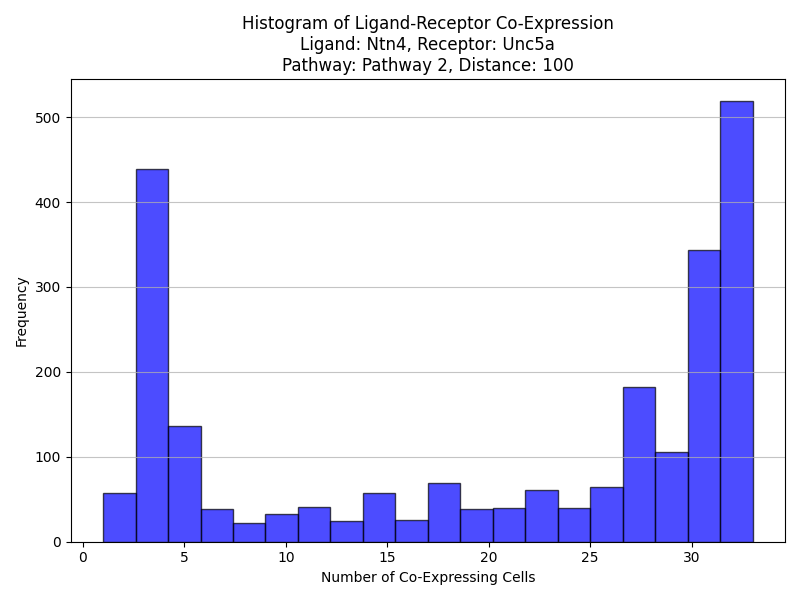 Histogram of Ligand-Receptor Co-Expression
Ligand: Ntn4, Receptor: Unc5a
Pathway: Pathway 2, Distance: 100
Frequency
500
400
300
200
100
0
0 5 10 15 20 25 30
Number of Co-Expressing Cells